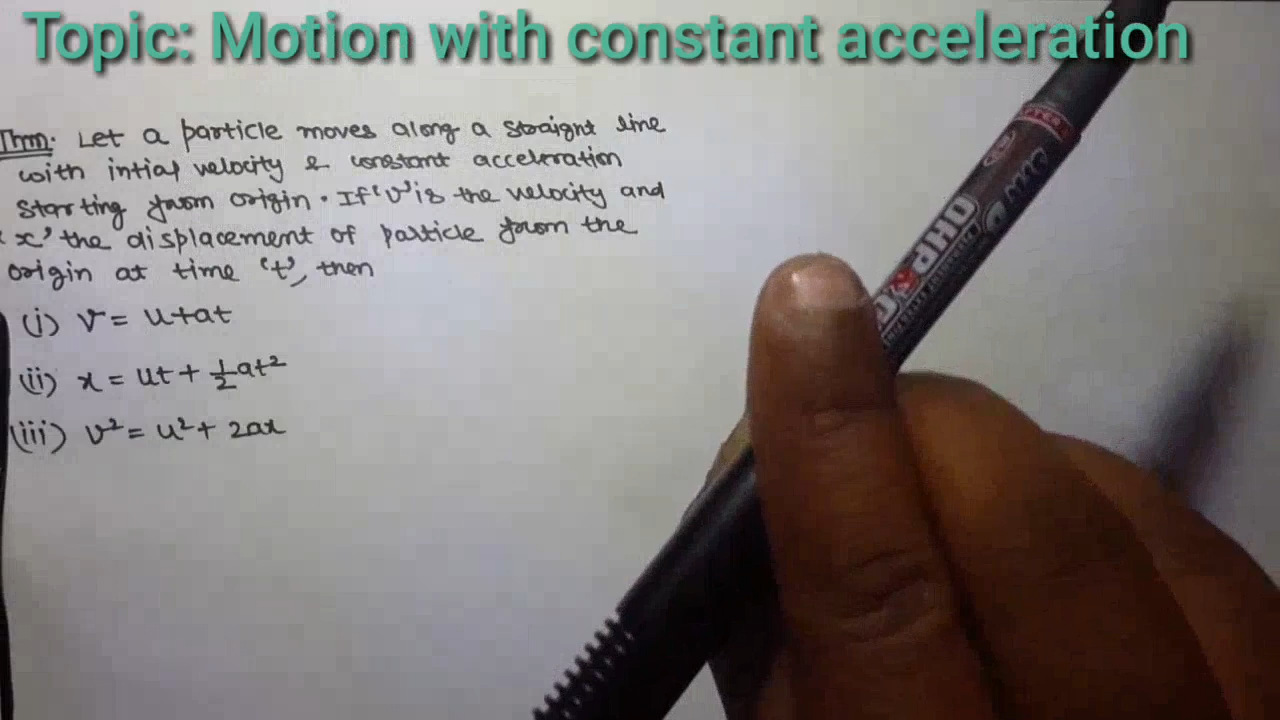 Topic: Motion with constant acceleration
Thm. Let a particle moves along a straignt line
with intial velocity & constant acceleration
starting from origin. If 'v' is the velocity and
'x' the displacement of particle from the
origin at time 't', then
(i) v = u+at
(ii) x = ut + 1/2 at²
(iii) v² = u² + 2ax
OHP